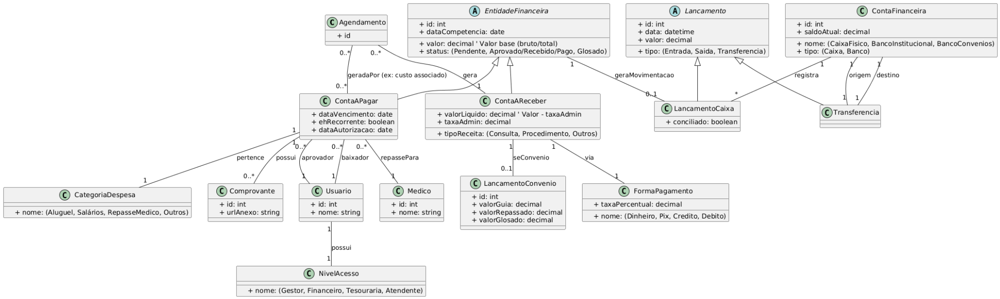 A EntidadeFinanceira
+ id: int
+ dataCompetencia: date
+ valor: decimal ' Valor base (bruto/total)
+ status: (Pendente, Aprovado/Recebido/Pago, Glosado)
A Lancamento
+ id: int
+ data: datetime
+ valor: decimal
+ tipo: (Entrada, Saida, Transferencia)
C ContaFinanceira
+ id: int
+ saldoAtual: decimal
+ nome: (CaixaFisico, BancoInstitucional, BancoConvenios)
+ tipo: (Caixa, Banco)
C Agendamento
+ id
0..*
0..*
1
1
1
1
geradaPor (ex: custo associado)
gera
geraMovimentacao
registra
origem
destino
0..*
1
0..1
*
1
1
C ContaAPagar
+ dataVencimento: date
+ ehRecorrente: boolean
+ dataAutorizacao: date
C ContaAReceber
+ valorLiquido: decimal ' Valor - taxaAdmin
+ taxaAdmin: decimal
+ tipoReceita: (Consulta, Procedimento, Outros)
C LancamentoCaixa
+ conciliado: boolean
C Transferencia
1
1
0..*
0..*
0..*
1
1
pertence
possui
aprovador
baixador
repassePara
seConvenio
via
1
0..*
1
1
1
0..1
1
C CategoriaDespesa
+ nome: (Aluguel, Salários, RepasseMedico, Outros)
C Comprovante
+ id: int
+ urlAnexo: string
C Usuario
+ id: int
+ nome: string
C Medico
+ id: int
+ nome: string
C LancamentoConvenio
+ id: int
+ valorGuia: decimal
+ valorRepassado: decimal
+ valorGlosado: decimal
C FormaPagamento
+ taxaPercentual: decimal
+ nome: (Dinheiro, Pix, Credito, Debito)
1
possui
1
C NivelAcesso
+ nome: (Gestor, Financeiro, Tesouraria, Atendente)